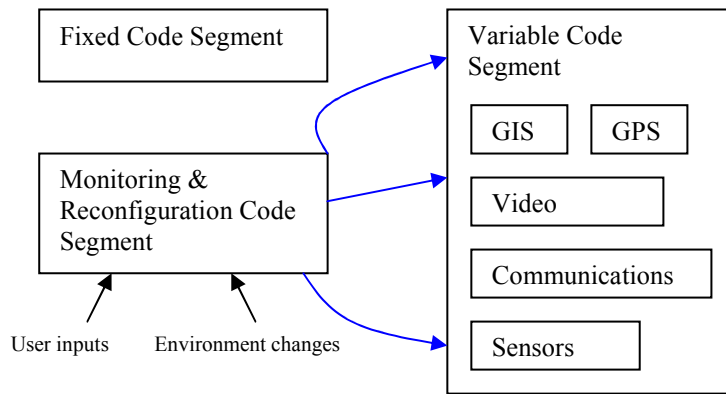 Fixed Code Segment
Variable Code
Segment
GIS
GPS
Monitoring &
Reconfiguration Code
Segment
Video
Communications
User inputs
Environment changes
Sensors